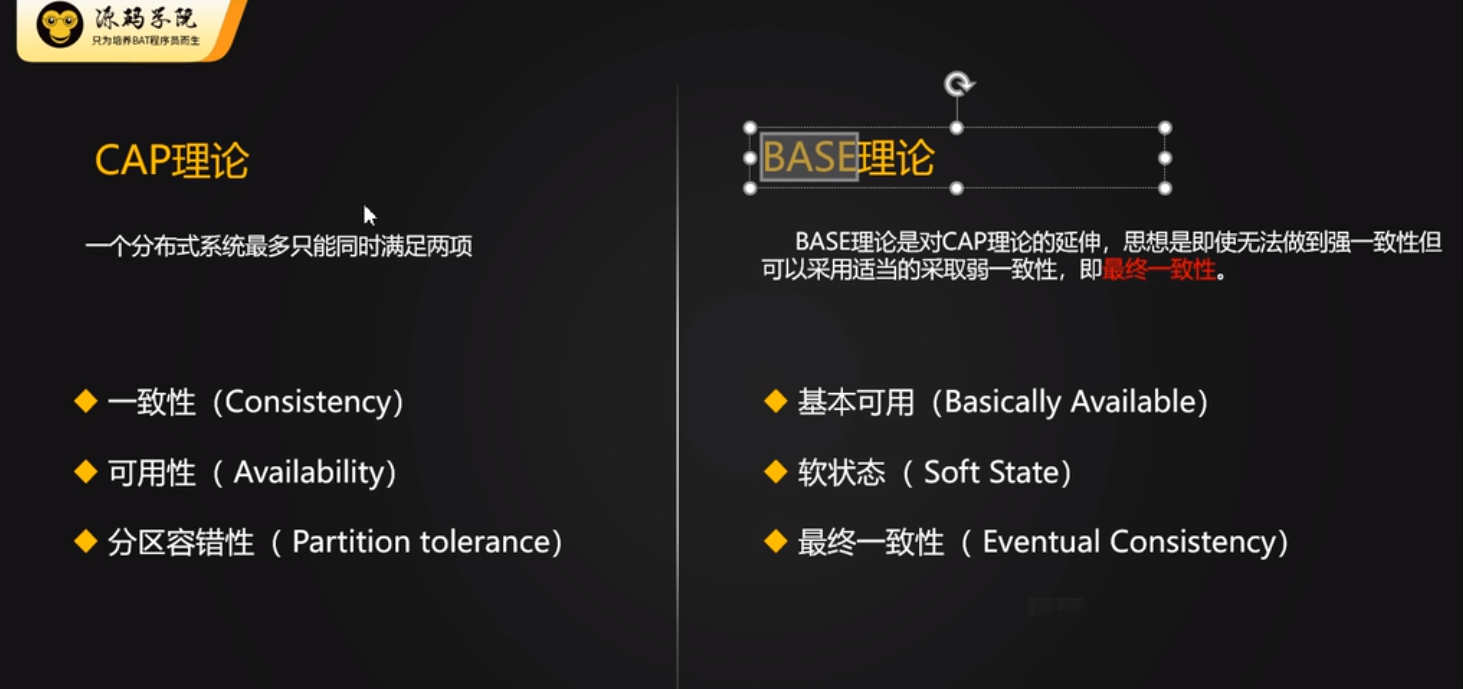 源码学院
只为培养BAT程序员而生
CAP理论
一个分布式系统最多只能同时满足两项
一致性（Consistency）
可用性（ Availability）
分区容错性（ Partition tolerance）
BASE理论
BASE理论是对CAP理论的延伸，思想是即使无法做到强一致性但
可以采用适当的采取弱一致性，即最终一致性。
基本可用（Basically Available）
软状态（ Soft State）
最终一致性（ Eventual Consistency）